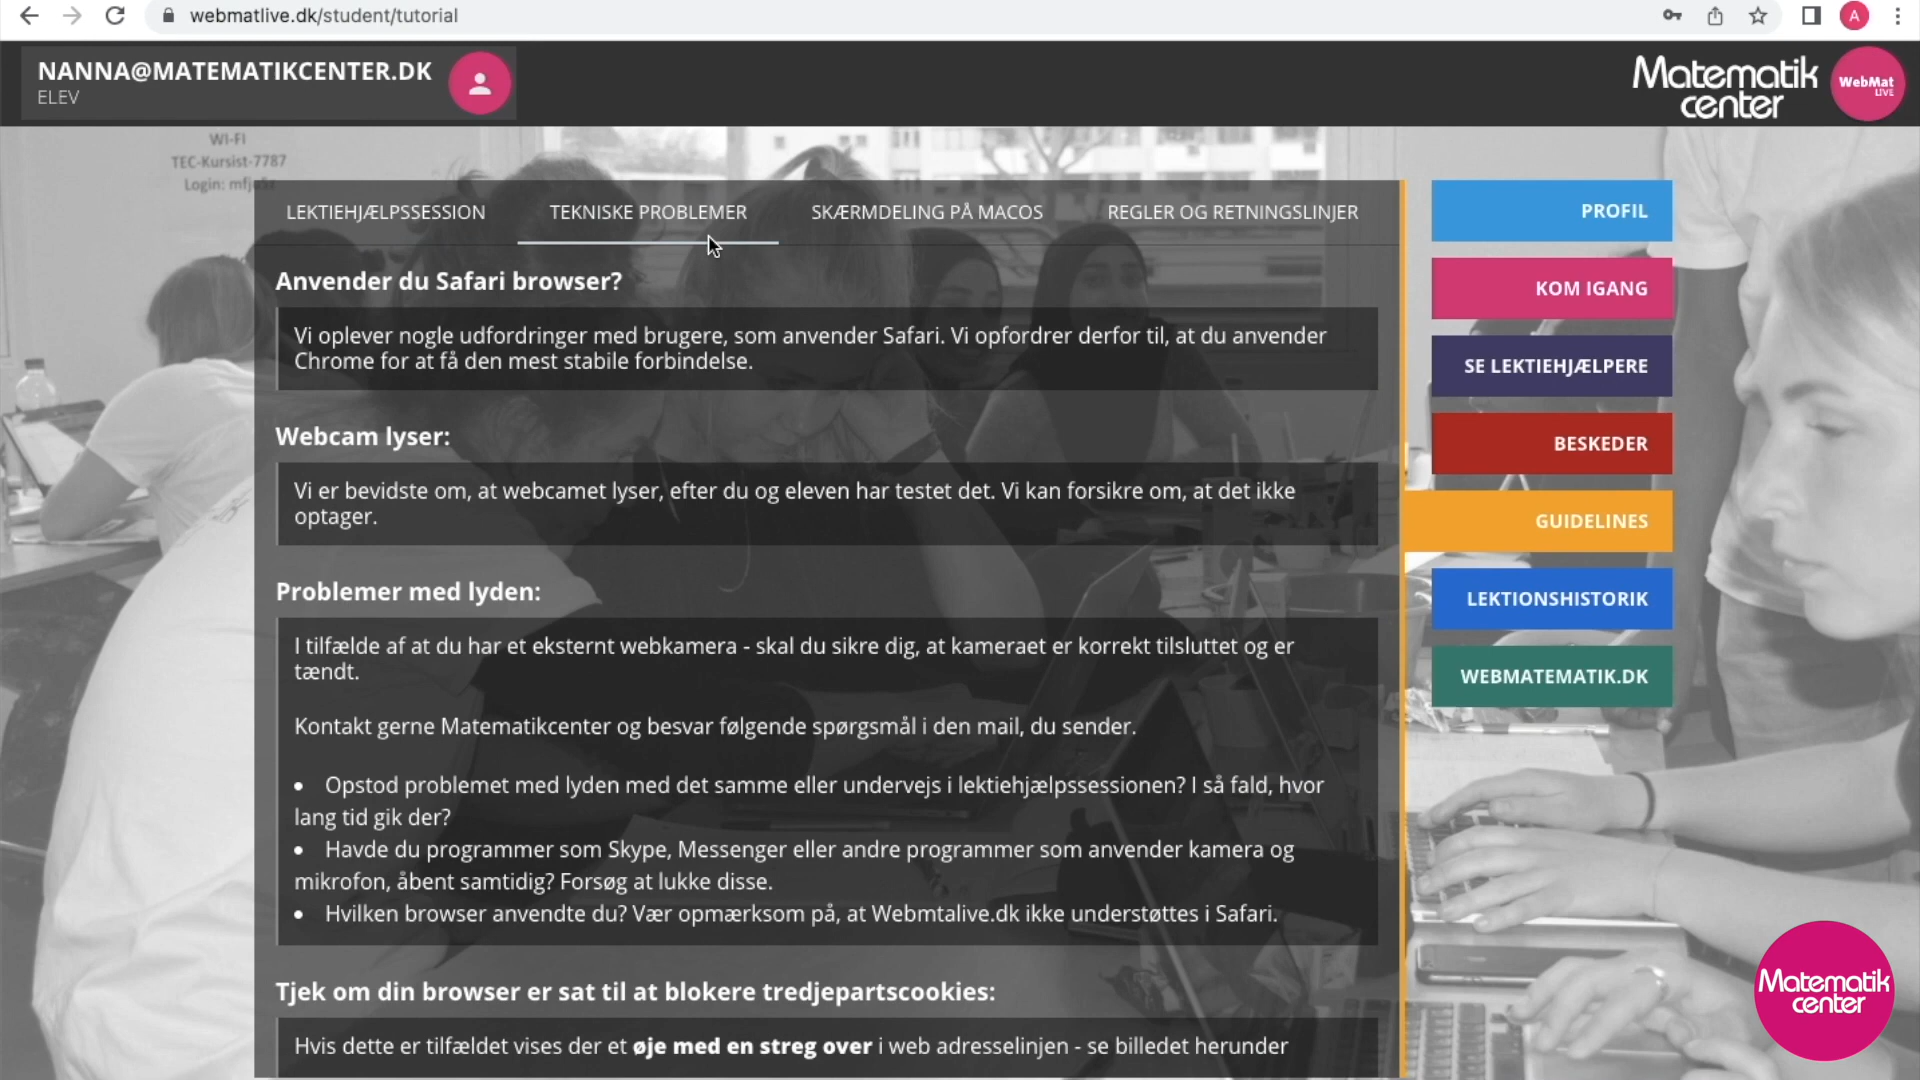 webmatlive.dk/student/tutorial
A
NANNA@MATEMATIKCENTER.DK
ELEV
Matematik
center
WebMat
LIVE
WI-FI
TEC-Kursist-7787
Login:
LEKTIEHJÆLPSSESSION
TEKNISKE PROBLEMER
SKÆRMDELING PÅ MACOS
REGLER OG RETNINGSLINJER
Anvender du Safari browser?
Vi oplever nogle udfordringer med brugere, som anvender Safari. Vi opfordrer derfor til, at du anvender
Chrome for at få den mest stabile forbindelse.
Webcam lyser:
Vi er bevidste om, at webcamet lyser, efter du og eleven har testet det. Vi kan forsikre om, at det ikke
optager.
Problemer med lyden:
I tilfælde af at du har et eksternt webkamera - skal du sikre dig, at kameraet er korrekt tilsluttet og er
tændt.
Kontakt gerne Matematikcenter og besvar følgende spørgsmål i den mail, du sender.
• Opstod problemet med lyden med det samme eller undervejs i lektiehjælpssessionen? I så fald, hvor
lang tid gik der?
• Havde du programmer som Skype, Messenger eller andre programmer som anvender kamera og
mikrofon, åbent samtidig? Forsøg at lukke disse.
• Hvilken browser anvendte du? Vær opmærksom på, at Webmtalive.dk ikke understøttes i Safari.
Tjek om din browser er sat til at blokere tredjepartscookies:
Hvis dette er tilfældet vises der et øje med en streg over i web adresselinjen - se billedet herunder
PROFIL
KOM IGANG
SE LEKTIEHJÆLPERE
BESKEDER
GUIDELINES
LEKTIONSHISTORIK
WEBMATEMATIK.DK
Matematik
center